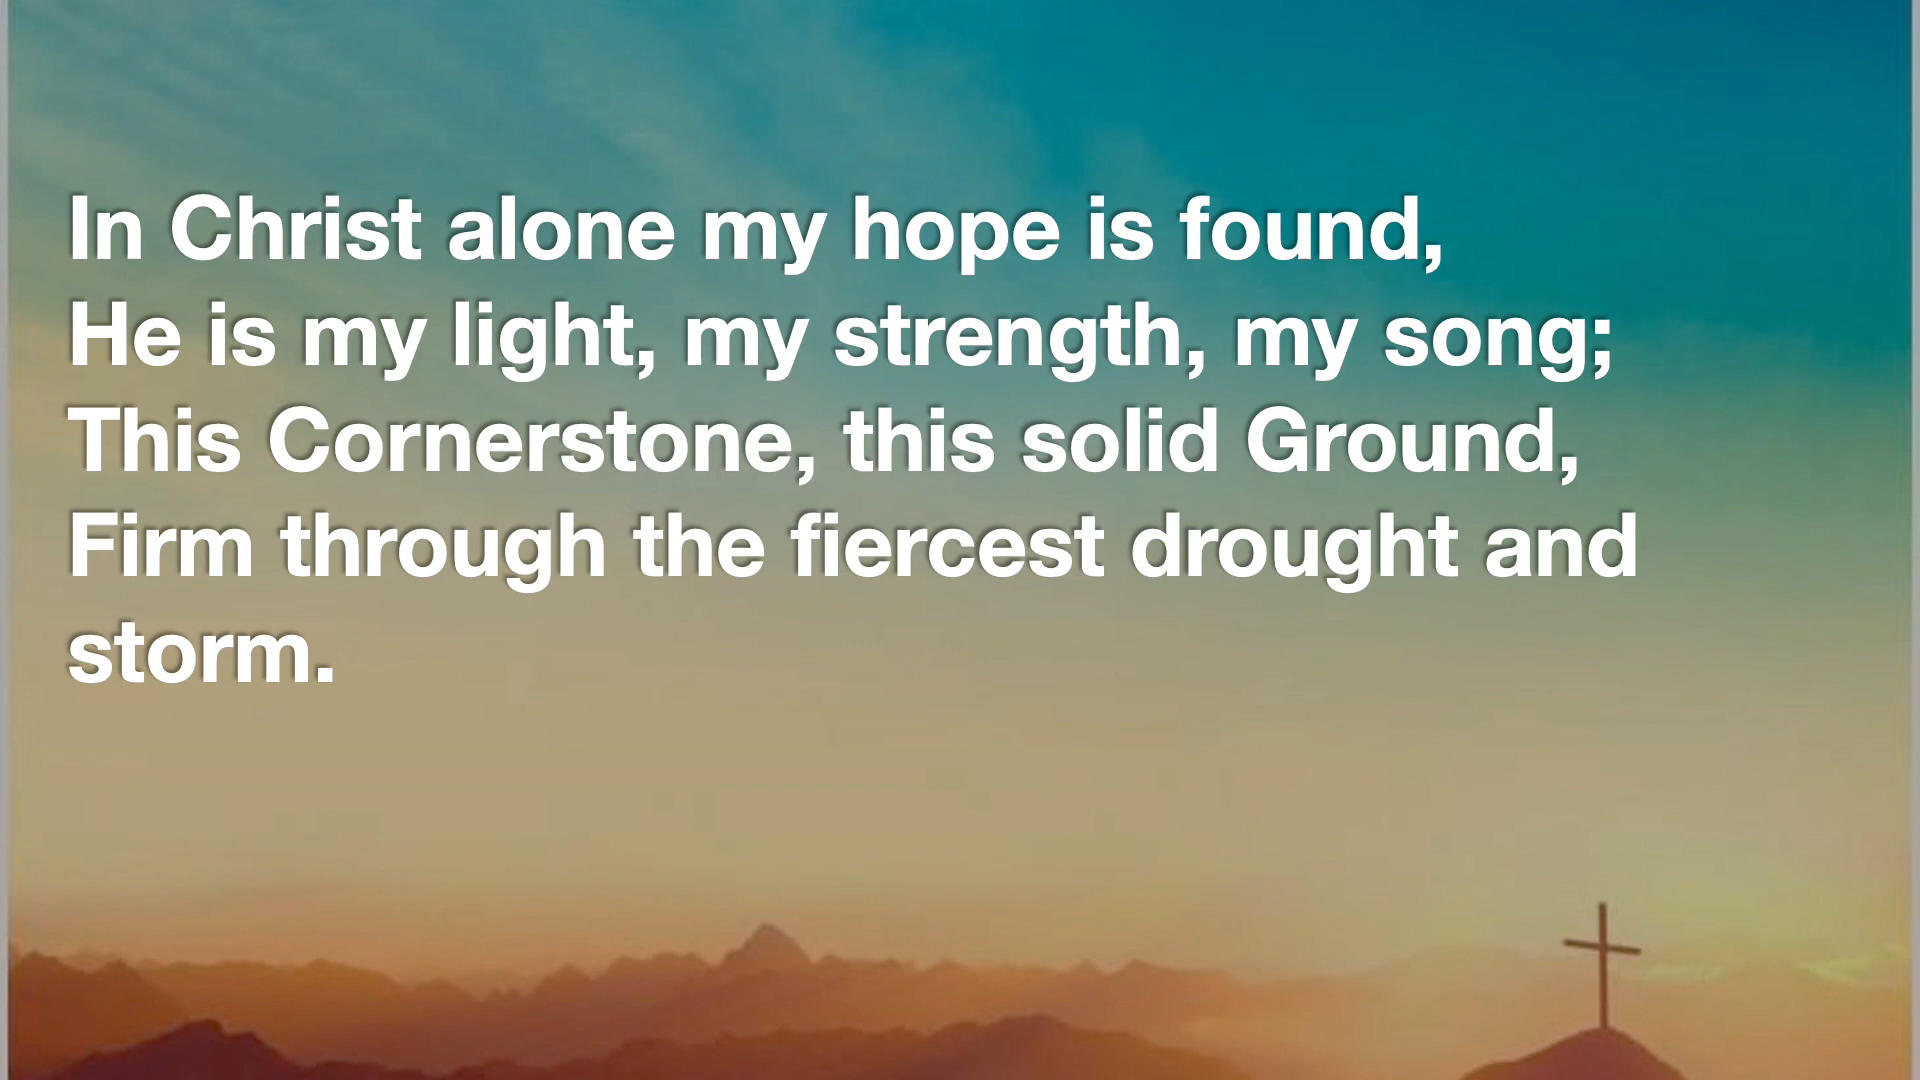 In Christ alone my hope is found,
He is my light, my strength, my song;
This Cornerstone, this solid Ground,
Firm through the fiercest drought and
storm.